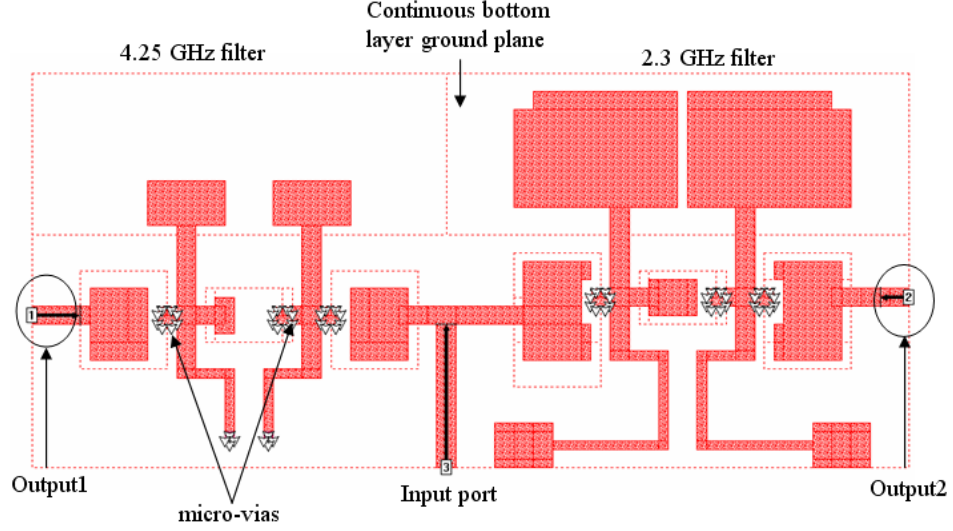 Continuous bottom
layer ground plane
4.25 GHz filter
2.3 GHz filter
1
2
3
Output1
micro-vias
Input port
Output2